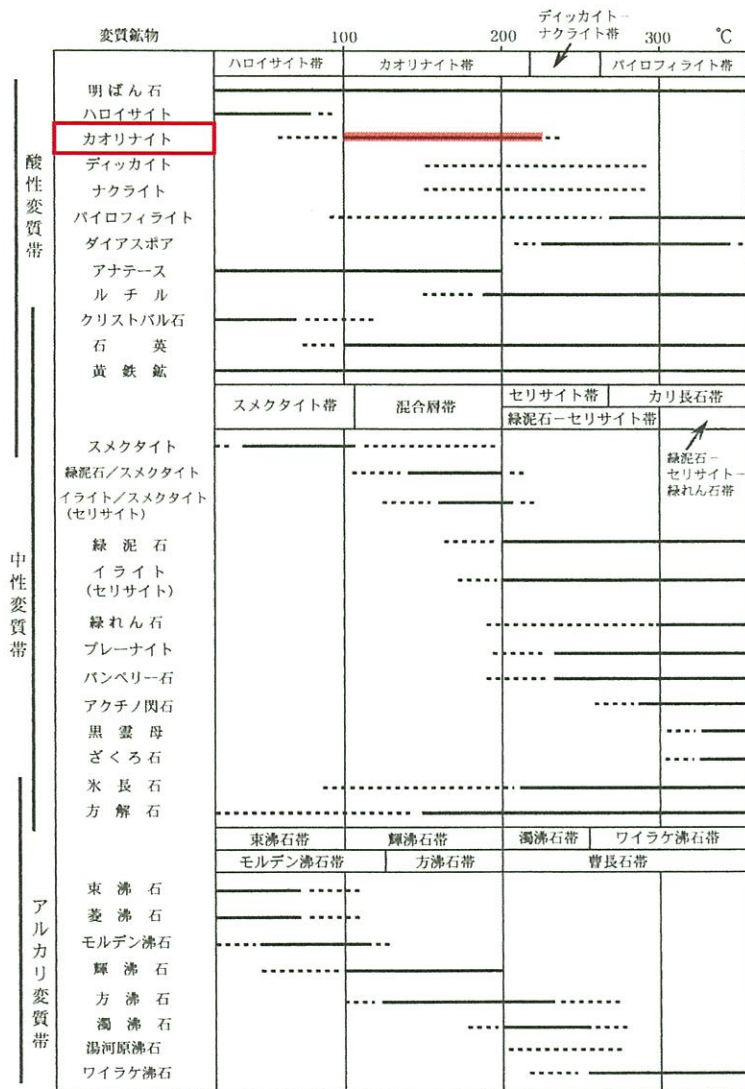 ディッカイト－
ナクライト帯
変質鉱物 100 200 300 ℃
ハロイサイト帯 カオリナイト帯 パイロフィライト帯
酸性変質帯
明ばん石
ハロイサイト
カオリナイト
ディッカイト
ナクライト
パイロフィライト
ダイアスポア
アナテース
ルチル
クリストバル石
石英
黄鉄鉱
中性変質帯
スメクタイト帯 混合層帯 セリサイト帯 カリ長石帯
緑泥石－セリサイト帯
緑泥石－
セリサイト－
緑れん石帯
スメクタイト
緑泥石/スメクタイト
イライト/スメクタイト
(セリサイト)
緑泥石
イライト
(セリサイト)
緑れん石
プレーナイト
パンペリー石
アクチノ閃石
黒雲母
ざくろ石
氷長石
方解石
アルカリ変質帯
束沸石帯 輝沸石帯 濁沸石帯 ワイラケ沸石帯
モルデン沸石帯 方沸石帯 曹長石帯
束沸石
菱沸石
モルデン沸石
輝沸石
方沸石
濁沸石
湯河原沸石
ワイラケ沸石